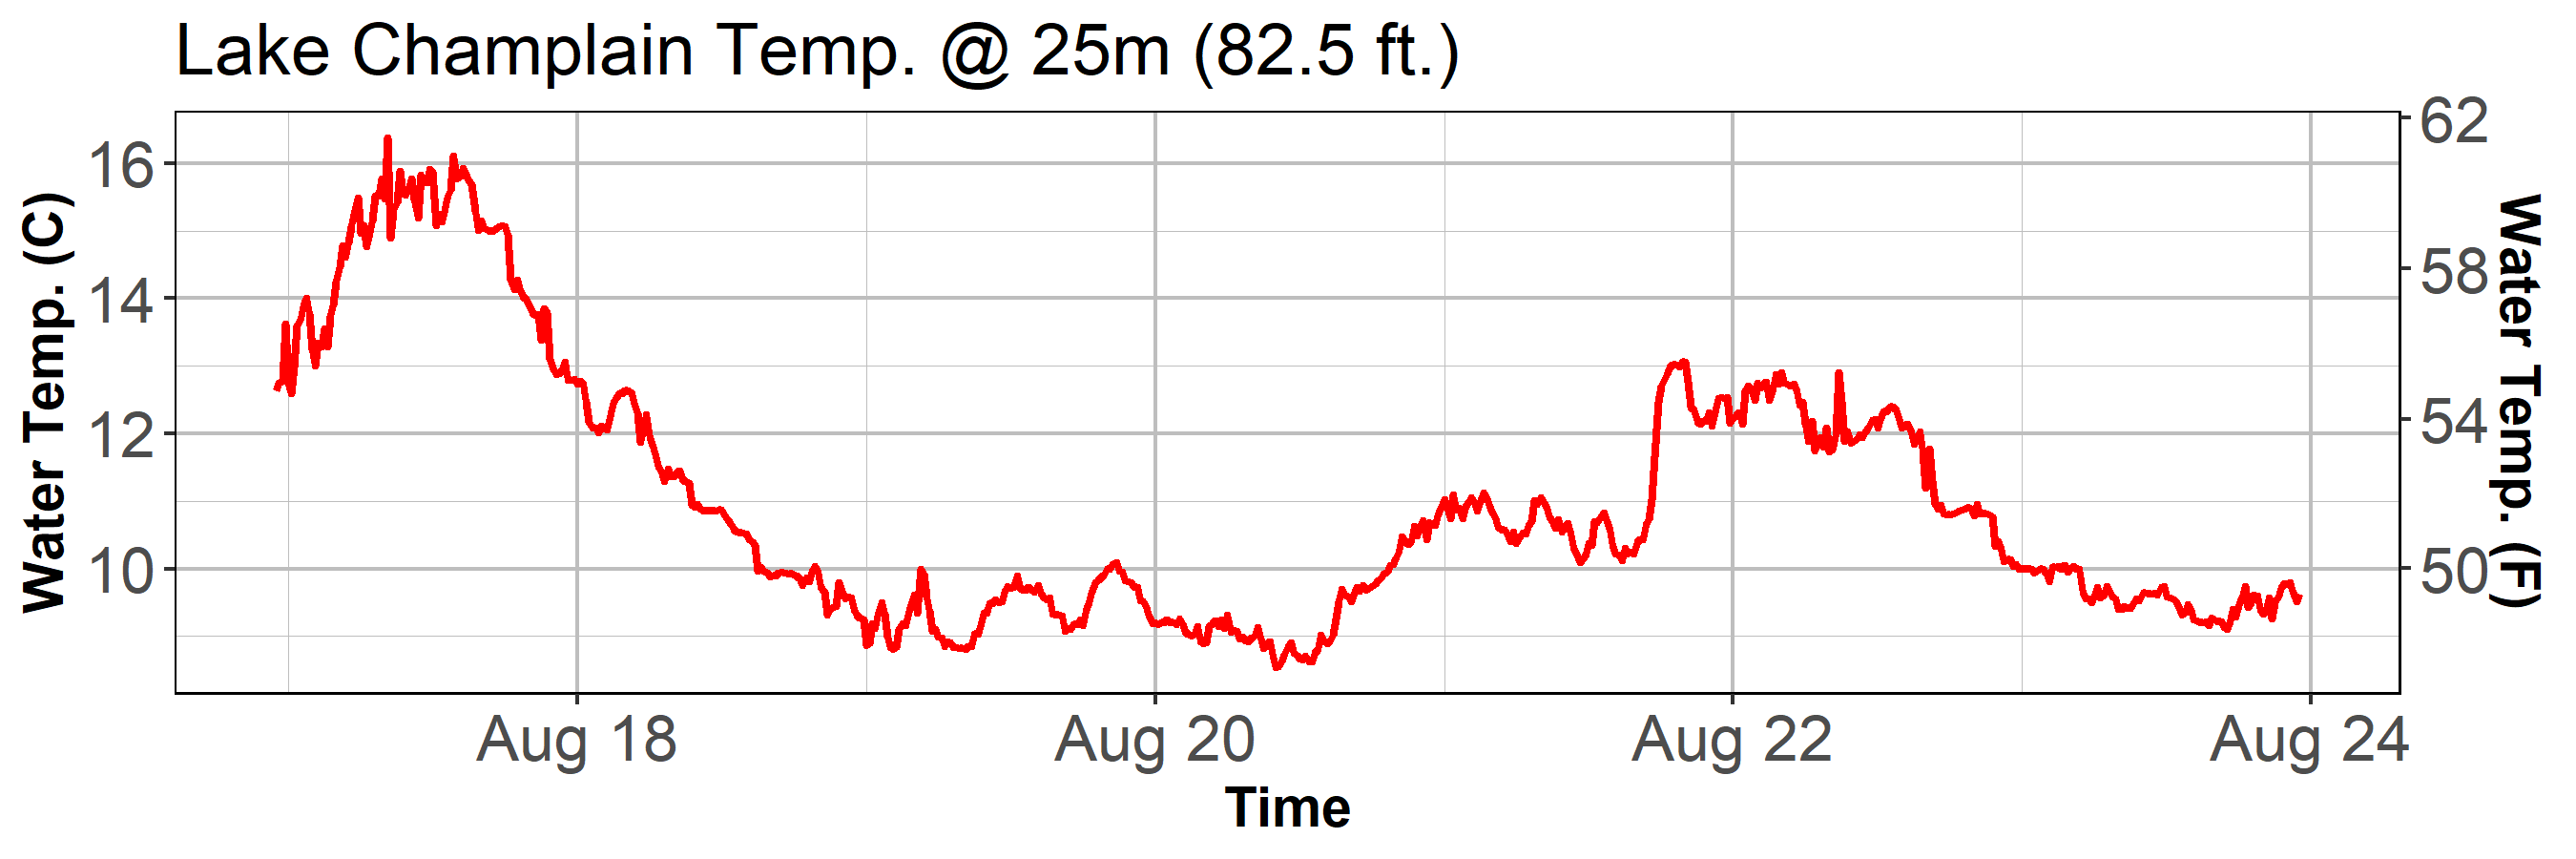 Lake Champlain Temp. @ 25m (82.5 ft.)
Water Temp. (C)
16
14
12
10
62
58
54
50
Water Temp. (F)
Aug 18 Aug 20 Aug 22 Aug 24
Time